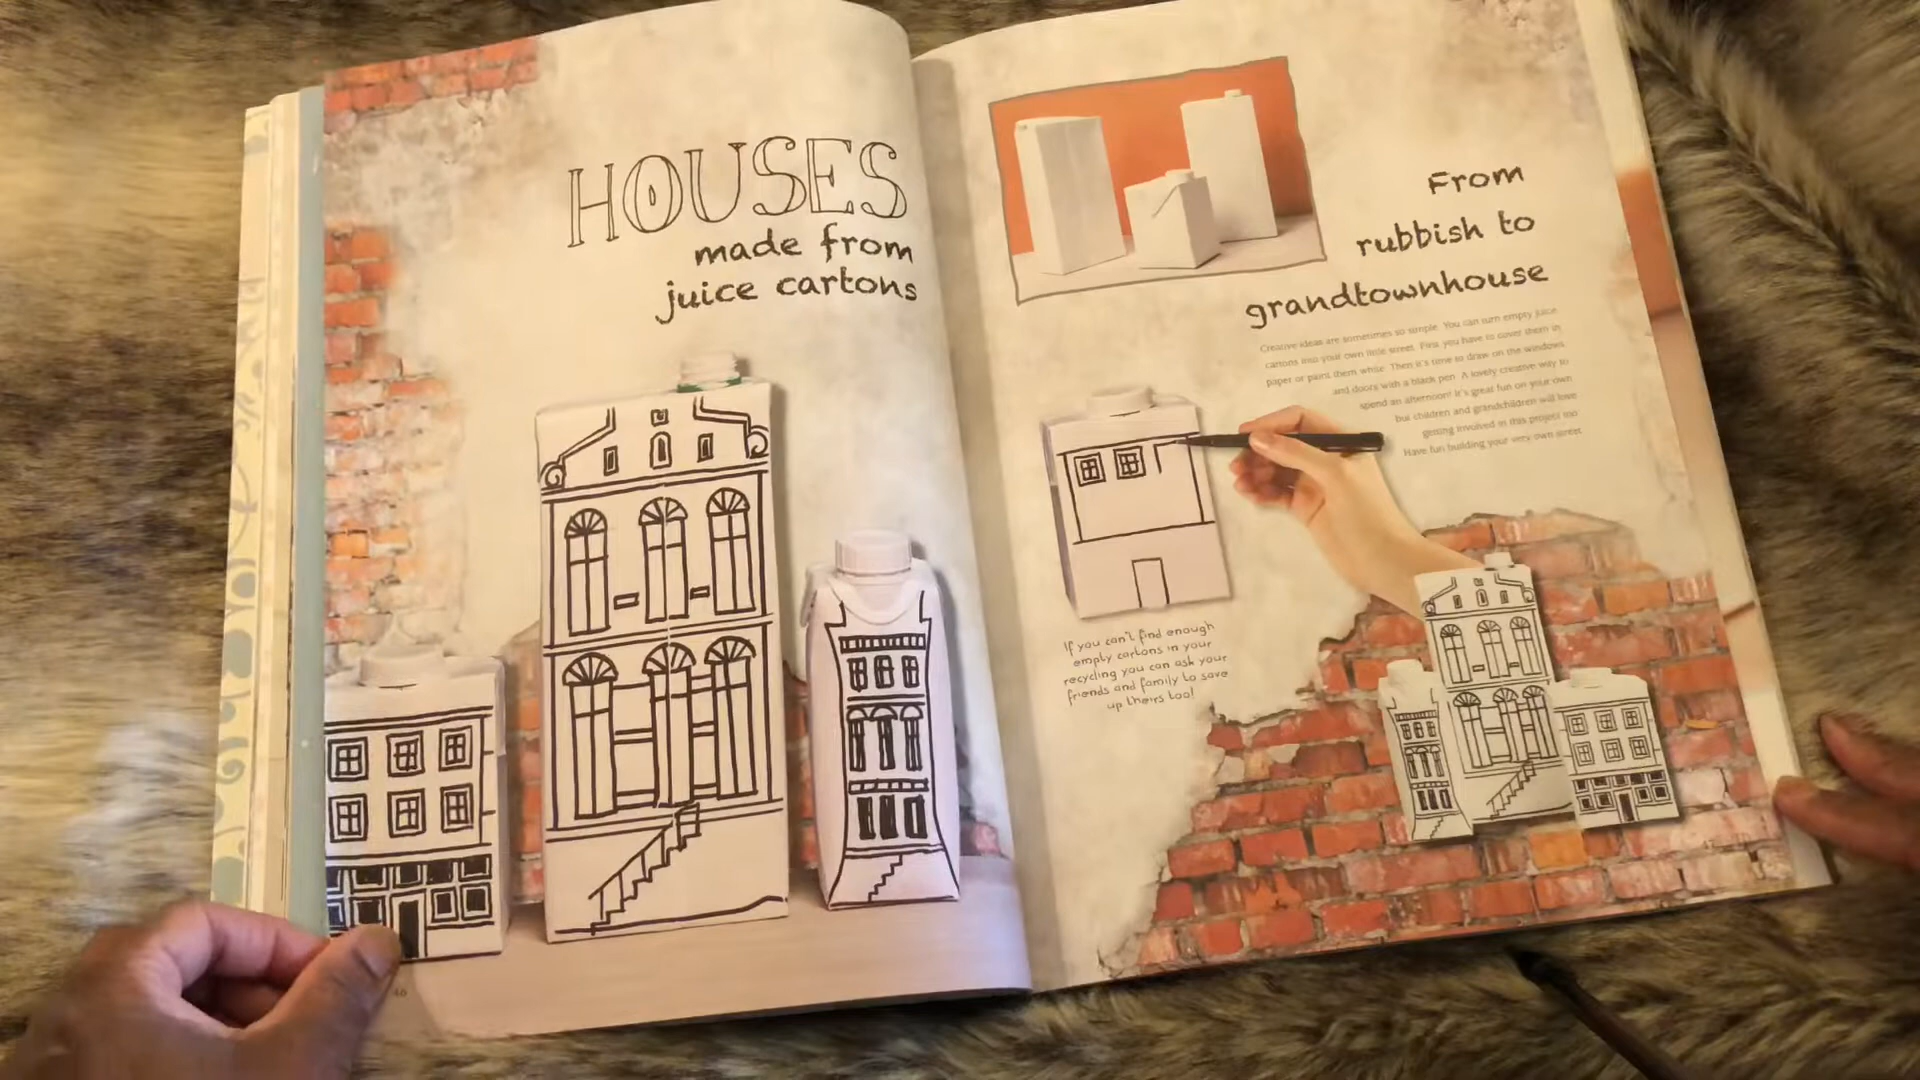 HOUSES
made from
juice cartons
From
rubbish to
grandtownhouse
Creative ideas are sometimes so simple. You can turn empty juice
cartons into your own little street. First you have to cover them in
paper or paint them white. Then it's time to draw on the windows
and doors with a black pen. A lovely creative way to
spend an afternoon! It's great fun on your own
but children and grandchildren will love
getting involved in this project too
Have fun building your very own street
If you can't find enough
empty cartons in your
recycling you can ask your
friends and family to save
up theirs too!
46